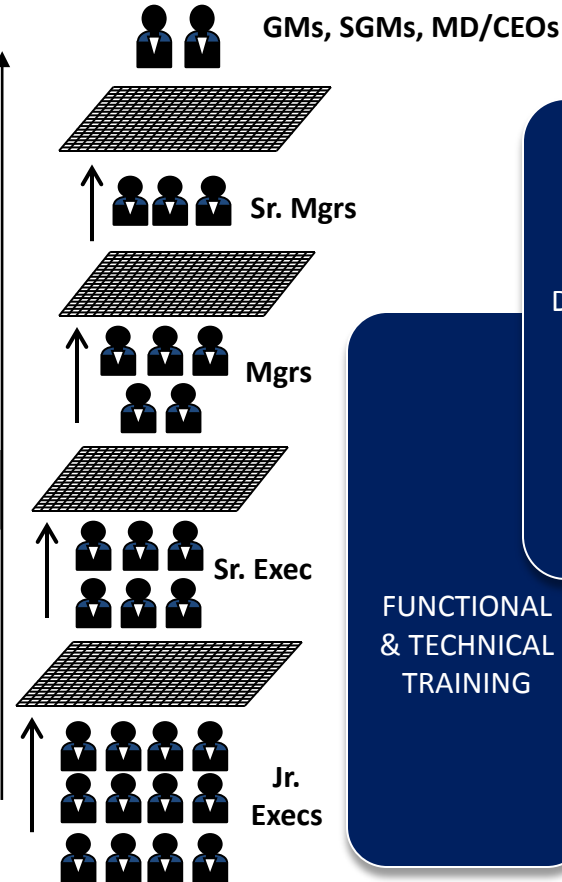 GMs, SGMs, MD/CEOs
Sr. Mgrs
Mgrs
Sr. Exec
Jr.
Execs
D
FUNCTIONAL
& TECHNICAL
TRAINING